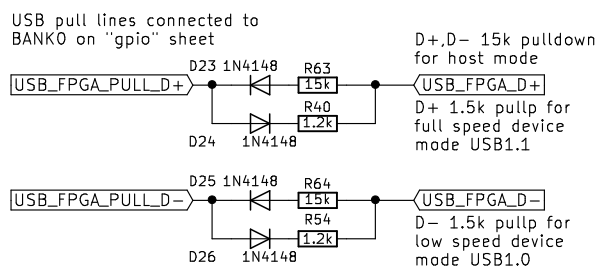 USB pull lines connected to
BANK0 on "gpio" sheet
D+,D- 15k pulldown
for host mode
D23 1N4148
R63
15k
USB_FPGA_PULL_D+
USB_FPGA_D+
R40
1.2k
D24 1N4148
D+ 1.5k pullp for
full speed device
mode USB1.1
D25 1N4148
R64
15k
USB_FPGA_PULL_D-
USB_FPGA_D-
R54
1.2k
D26 1N4148
D- 1.5k pullp for
low speed device
mode USB1.0